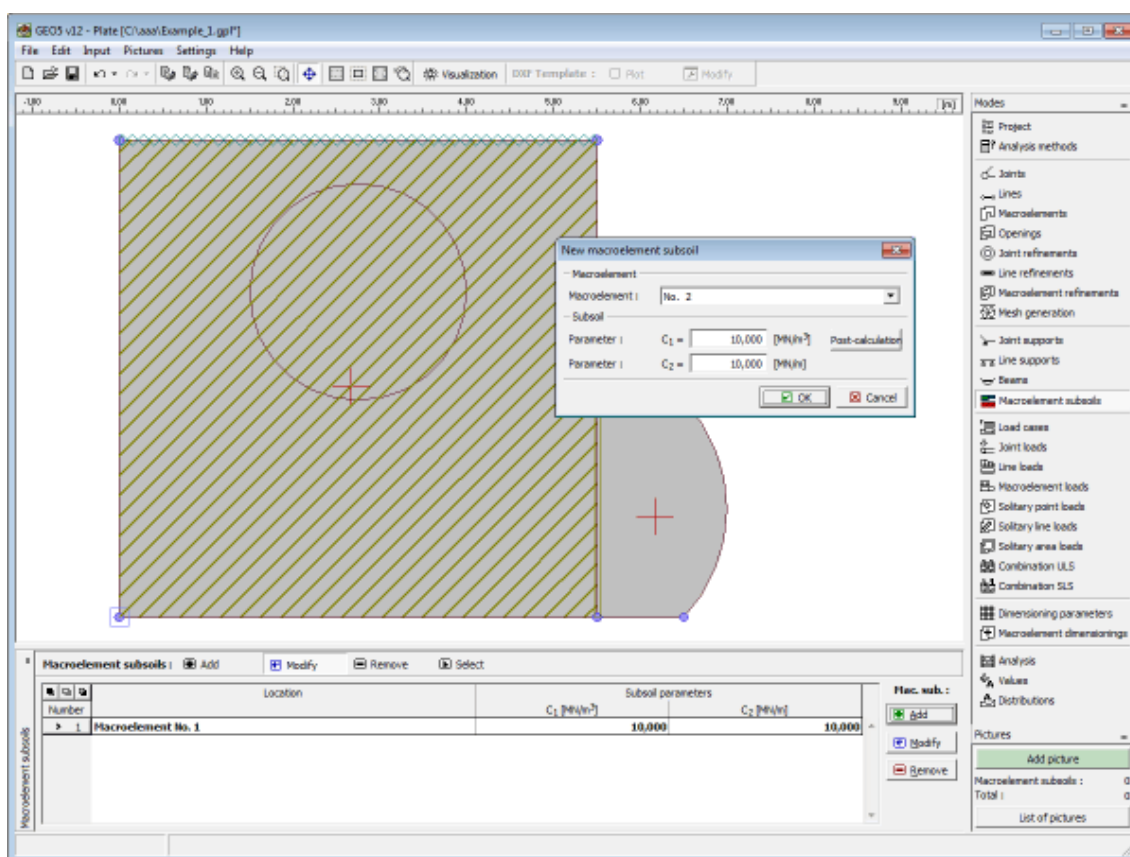 GEO5 v12 - Plate [C:\aaa\Example_1.gpl*]
File Edit Input Pictures Settings Help
Visualization DXF Template : Plot Modify
-1,00 0,00 1,00 2,00 3,00 4,00 5,00 6,00 7,00 8,00 9,00 [m]
New macroelement subsoil
Macroelement
Macroelement : No. 2
Subsoil
Parameter : C1 = 10,000 [MN/m³] Post-calculation
Parameter : C2 = 10,000 [MN/m]
OK Cancel
Modes
Project
Analysis methods
Joints
Lines
Macroelements
Openings
Joint refinements
Line refinements
Macroelement refinements
Mesh generation
Joint supports
Line supports
Beams
Macroelement subsoils
Load cases
Joint loads
Line loads
Macroelement loads
Solitary point loads
Solitary line loads
Solitary area loads
Combination ULS
Combination SLS
Dimensioning parameters
Macroelement dimensionings
Analysis
Values
Distributions
Pictures
Add picture
Macroelement subsoils : 0
Total : 0
List of pictures
Macroelement subsoils : Add Modify Remove Select
Number Location Subsoil parameters
C1 [MN/m³] C2 [MN/m]
1 Macroelement No. 1 10,000 10,000
Mac. sub. :
Add
Modify
Remove
Macroelement subsoils